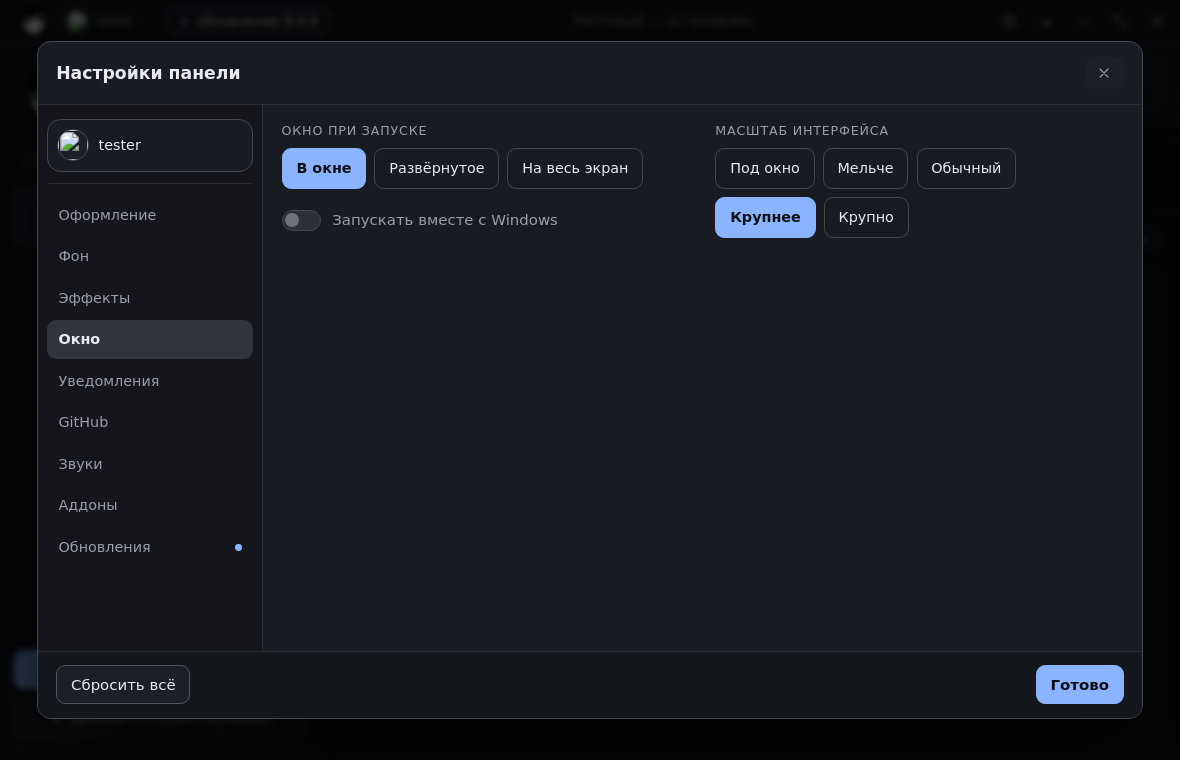 Настройки панели
tester
Оформление
Фон
Эффекты
Окно
Уведомления
GitHub
Звуки
Аддоны
Обновления
ОКНО ПРИ ЗАПУСКЕ
В окне Развёрнутое На весь экран
Запускать вместе с Windows
МАСШТАБ ИНТЕРФЕЙСА
Под окно Мельче Обычный
Крупнее Крупно
Сбросить всё
Готово